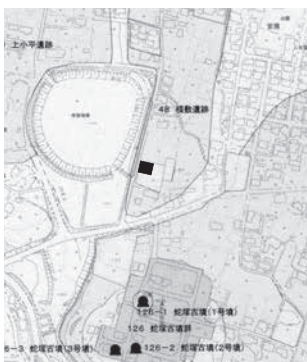 上小平遺跡
48 様敷遺跡
126-1 蛇塚古墳(1号墳)
126 蛇塚古墳群
6-3 蛇塚古墳(3号墳)
126-2 蛇塚古墳(2号墳)